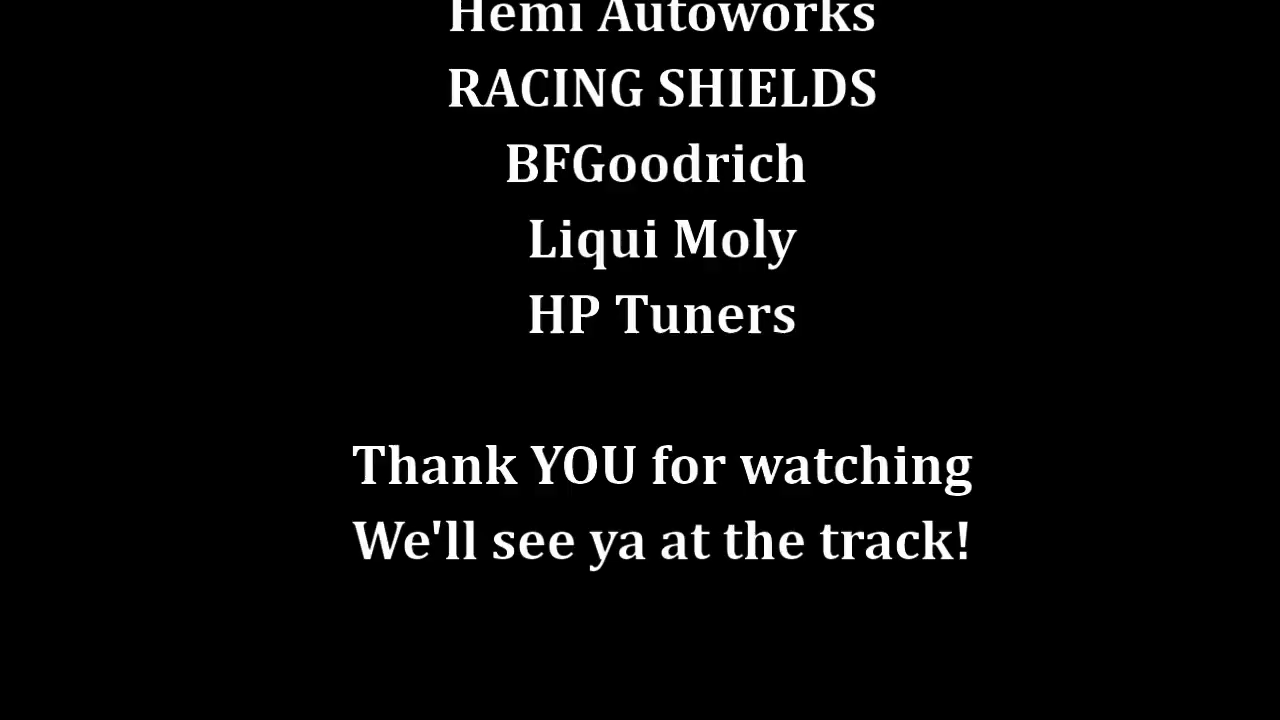 Hemi Autoworks
RACING SHIELDS
BFGoodrich
Liqui Moly
HP Tuners
Thank YOU for watching
We'll see ya at the track!